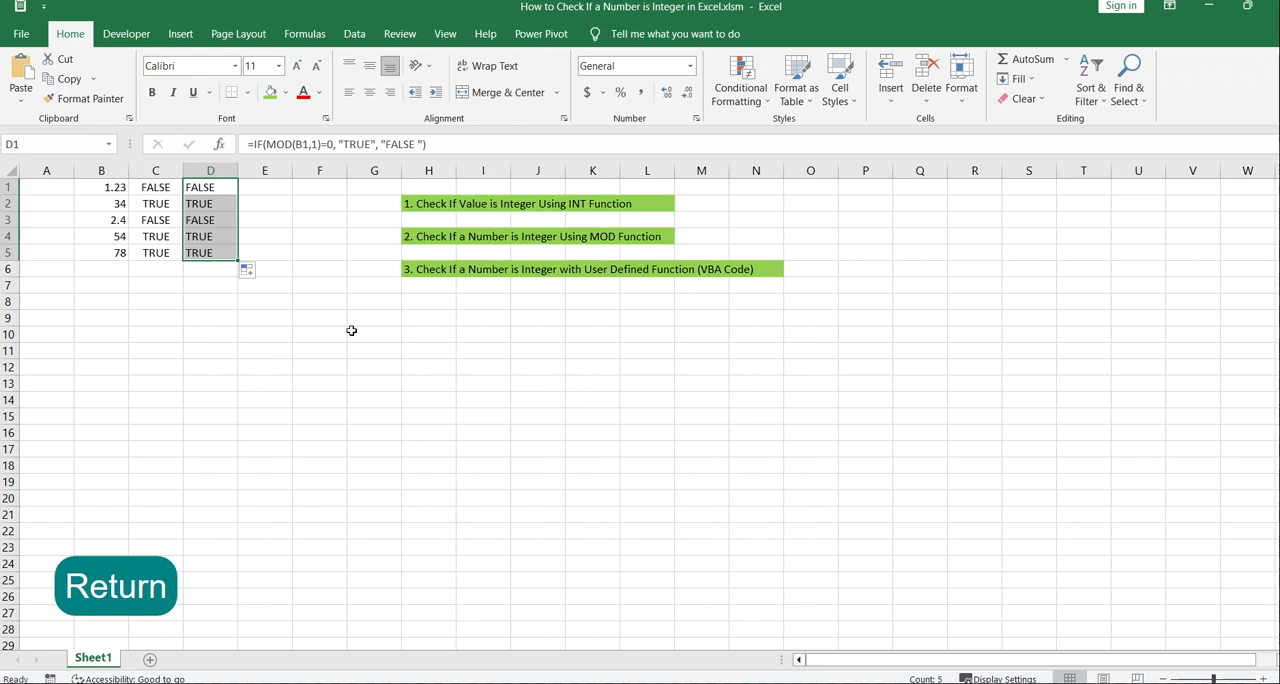 How to Check If a Number is Integer in Excel.xlsm - Excel
Sign in
File Home Developer Insert Page Layout Formulas Data Review View Help Power Pivot Tell me what you want to do
Paste
Cut
Copy
Format Painter
Clipboard
Calibri 11 A A
B I U A
Font
Wrap Text
Merge & Center
Alignment
General
$ % ,
Number
Conditional Formatting
Format as Table
Cell Styles
Styles
Insert Delete Format
Cells
AutoSum
Fill
Clear
Sort & Filter
Find & Select
Editing
D1 fx =IF(MOD(B1,1)=0, "TRUE", "FALSE ")
A B C D E F G H I J K L M N O P Q R S T U V W
1 1.23 FALSE FALSE
2 34 TRUE TRUE 1. Check If Value is Integer Using INT Function
3 2.4 FALSE FALSE
4 54 TRUE TRUE 2. Check If a Number is Integer Using MOD Function
5 78 TRUE TRUE
6 3. Check If a Number is Integer with User Defined Function (VBA Code)
7
8
9
10
11
12
13
14
15
16
17
18
19
20
21
22
23
24
25
26
27
28
29
Return
Sheet1
Ready Accessibility: Good to go Count: 5 Display Settings